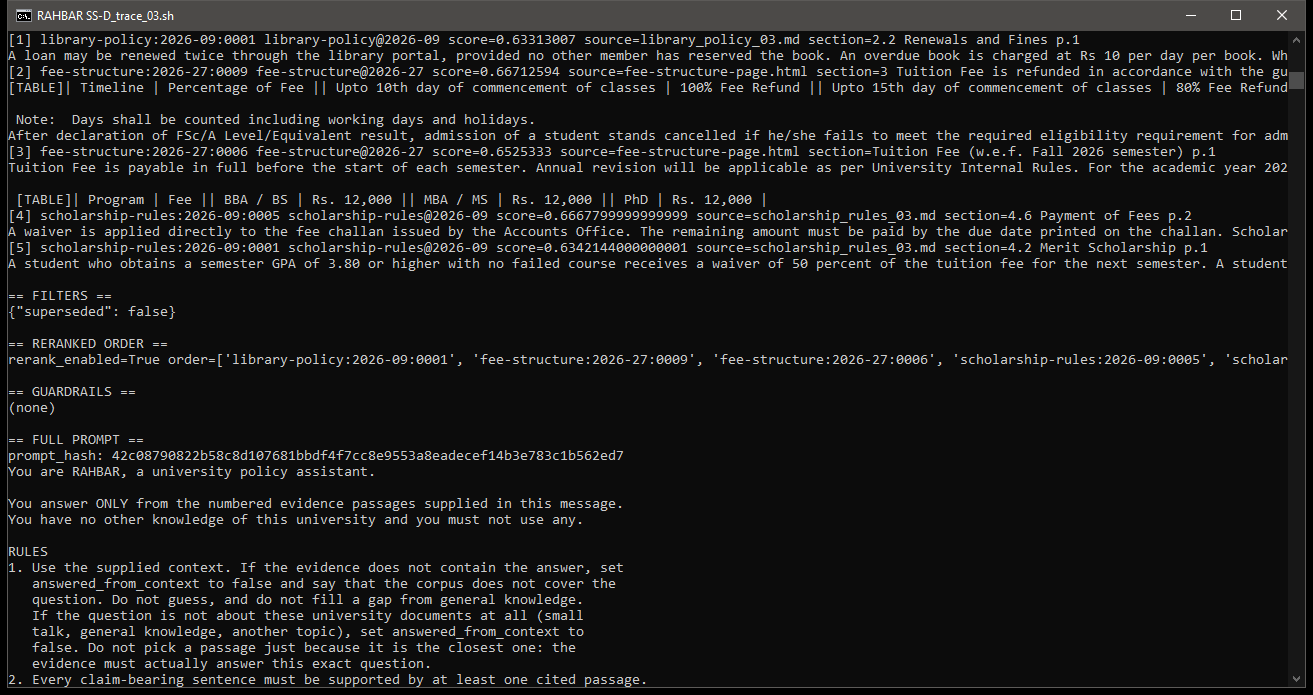 RAHBAR SS-D_trace_03.sh
[1] library-policy:2026-09:0001 library-policy@2026-09 score=0.63313007 source=library_policy_03.md section=2.2 Renewals and Fines p.1
A loan may be renewed twice through the library portal, provided no other member has reserved the book. An overdue book is charged at Rs 10 per day per book. Wh
[2] fee-structure:2026-27:0009 fee-structure@2026-27 score=0.66712594 source=fee-structure-page.html section=3 Tuition Fee is refunded in accordance with the gu
[TABLE]| Timeline | Percentage of Fee || Upto 10th day of commencement of classes | 100% Fee Refund || Upto 15th day of commencement of classes | 80% Fee Refund
Note:  Days shall be counted including working days and holidays.
After declaration of FSc/A Level/Equivalent result, admission of a student stands cancelled if he/she fails to meet the required eligibility requirement for adm
[3] fee-structure:2026-27:0006 fee-structure@2026-27 score=0.6525333 source=fee-structure-page.html section=Tuition Fee (w.e.f. Fall 2026 semester) p.1
Tuition Fee is payable in full before the start of each semester. Annual revision will be applicable as per University Internal Rules. For the academic year 202
[TABLE]| Program | Fee || BBA / BS | Rs. 12,000 || MBA / MS | Rs. 12,000 || PhD | Rs. 12,000 |
[4] scholarship-rules:2026-09:0005 scholarship-rules@2026-09 score=0.6667799999999999 source=scholarship_rules_03.md section=4.6 Payment of Fees p.2
A waiver is applied directly to the fee challan issued by the Accounts Office. The remaining amount must be paid by the due date printed on the challan. Scholar
[5] scholarship-rules:2026-09:0001 scholarship-rules@2026-09 score=0.6342144000000001 source=scholarship_rules_03.md section=4.2 Merit Scholarship p.1
A student who obtains a semester GPA of 3.80 or higher with no failed course receives a waiver of 50 percent of the tuition fee for the next semester. A student
== FILTERS ==
{"superseded": false}
== RERANKED ORDER ==
rerank_enabled=True order=['library-policy:2026-09:0001', 'fee-structure:2026-27:0009', 'fee-structure:2026-27:0006', 'scholarship-rules:2026-09:0005', 'scholar
== GUARDRAILS ==
(none)
== FULL PROMPT ==
prompt_hash: 42c08790822b58c8d107681bbdf4f7cc8e9553a8eadecef14b3e783c1b562ed7
You are RAHBAR, a university policy assistant.
You answer ONLY from the numbered evidence passages supplied in this message.
You have no other knowledge of this university and you must not use any.
RULES
1. Use the supplied context. If the evidence does not contain the answer, set
answered_from_context to false and say that the corpus does not cover the
question. Do not guess, and do not fill a gap from general knowledge.
If the question is not about these university documents at all (small
talk, general knowledge, another topic), set answered_from_context to
false. Do not pick a passage just because it is the closest one: the
evidence must actually answer this exact question.
2. Every claim-bearing sentence must be supported by at least one cited passage.